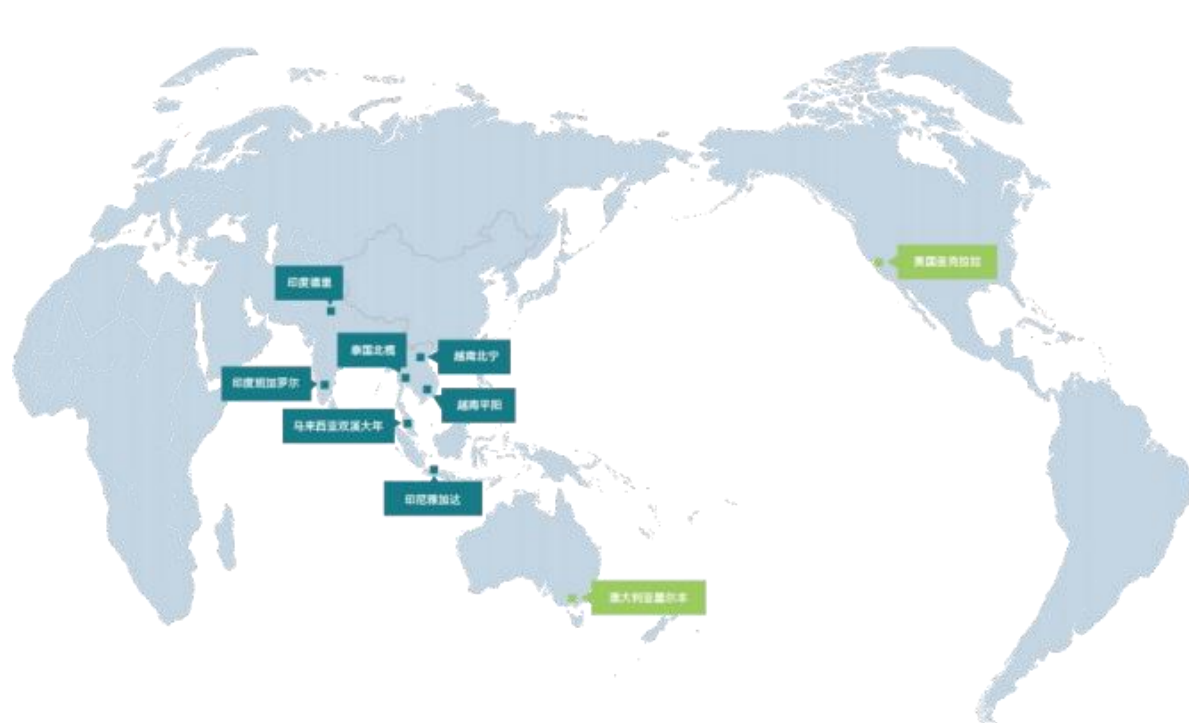 美国圣克拉拉
印度德里
泰国北榄
越南北宁
印度班加罗尔
越南平阳
马来西亚双溪大年
印尼雅加达
澳大利亚墨尔本